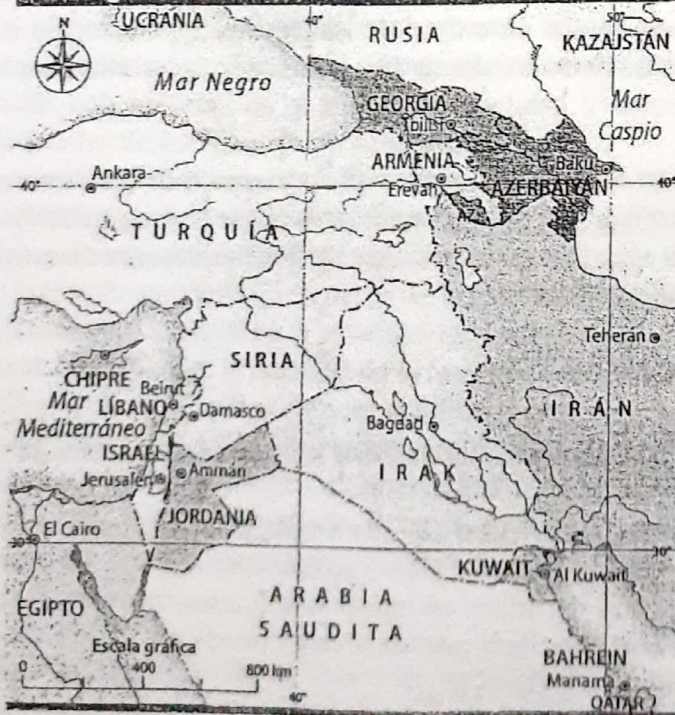 UCRANIA
40°
RUSIA
50°
KAZAJSTÁN
N
Mar Negro
Mar
Caspio
GEORGIA
Tbilisi
ARMENIA
Bakú
Ankara
40°
Erevan
AZERBAIYÁN
40°
AZ.
TURQUÍA
Teherán
SIRIA
CHIPRE
Beirut
Mar
Mediterráneo
LÍBANO
Damasco
IRÁN
Bagdad
ISRAEL
Jerusalén
Ammán
IRAK
JORDANIA
El Cairo
30°
30°
KUWAIT
Al Kuwait
EGIPTO
ARABIA
SAUDITA
Escala gráfica
0 400 800 km
BAHREIN
Manama
40°
QATAR